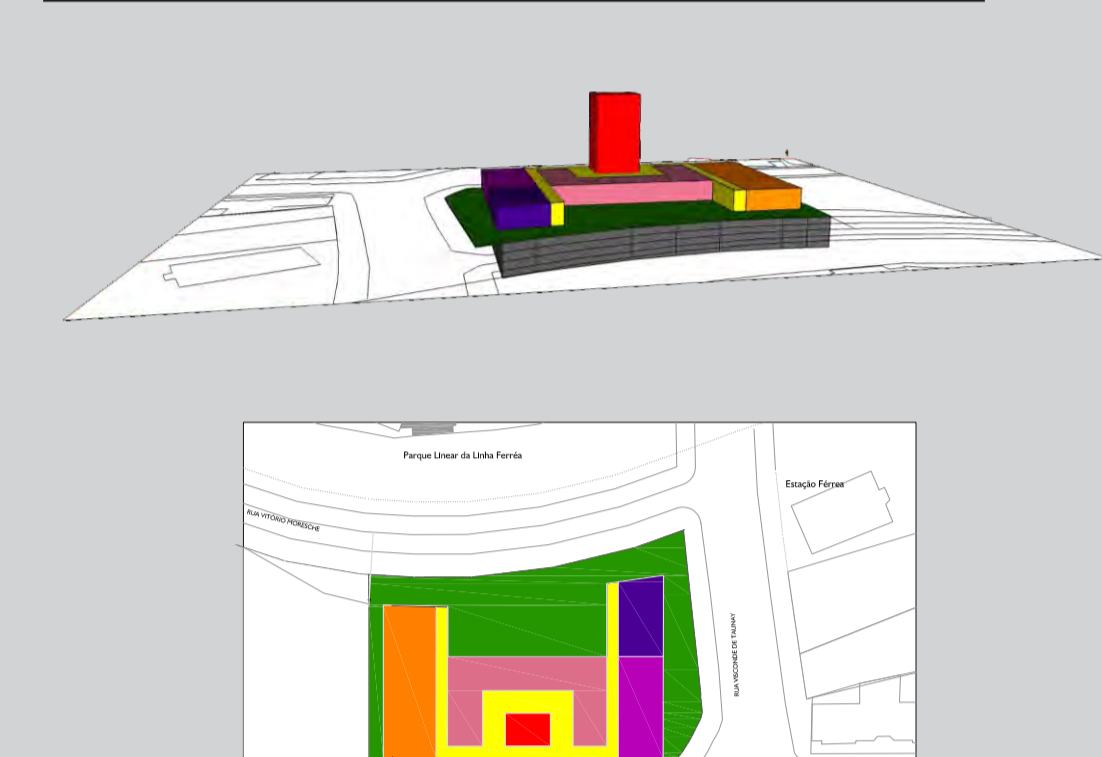 Parque Linear da Linha Ferréa
Estação Férrea
RUA VITÓRIO MORESCHE
RUA VISCONDE DE TAUNAY